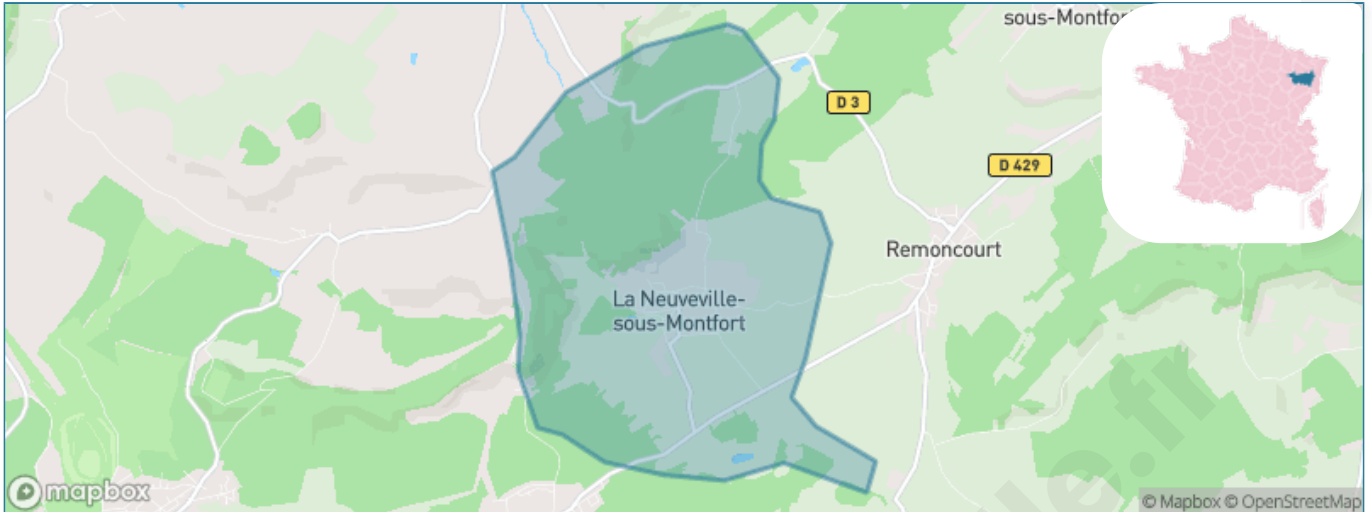 sous-Montfort
D 3
D 429
Remoncourt
La Neuveville-
sous-Montfort
mapbox
© Mapbox © OpenStreetMap